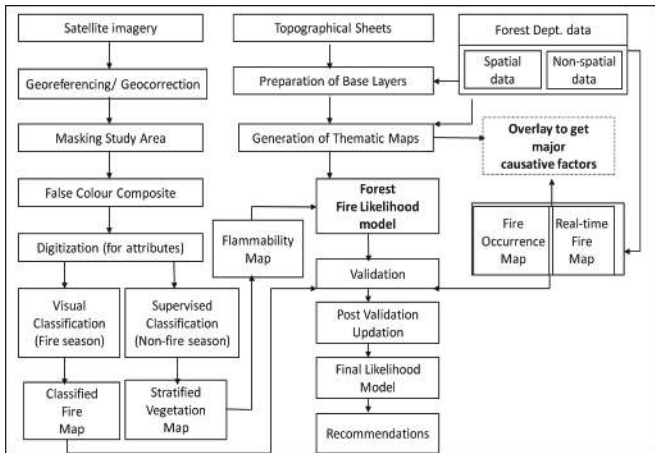 Satellite imagery
Georeferencing/ Geocorrection
Masking Study Area
False Colour Composite
Digitization (for attributes)
Visual
Classification
(Fire season)
Supervised
Classification
(Non-fire season)
Classified
Fire
Map
Stratified
Vegetation
Map
Topographical Sheets
Preparation of Base Layers
Generation of Thematic Maps
Forest
Fire Likelihood
model
Flammability
Map
Validation
Post Validation
Updation
Final Likelihood
Model
Recommendations
Forest Dept. data
Spatial
data
Non-spatial
data
Overlay to get
major
causative factors
Fire
Occurrence
Map
Real-time
Fire
Map